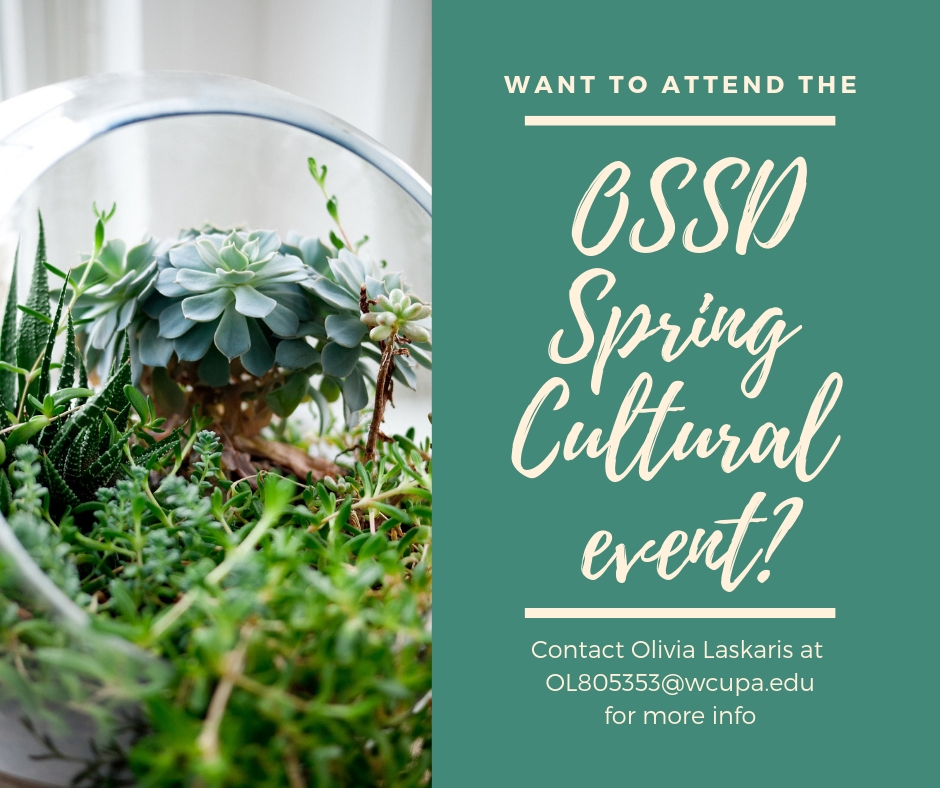 WANT TO ATTEND THE
OSSD
Spring
Cultural
event?
Contact Olivia Laskaris at
OL805353@wcupa.edu
for more info